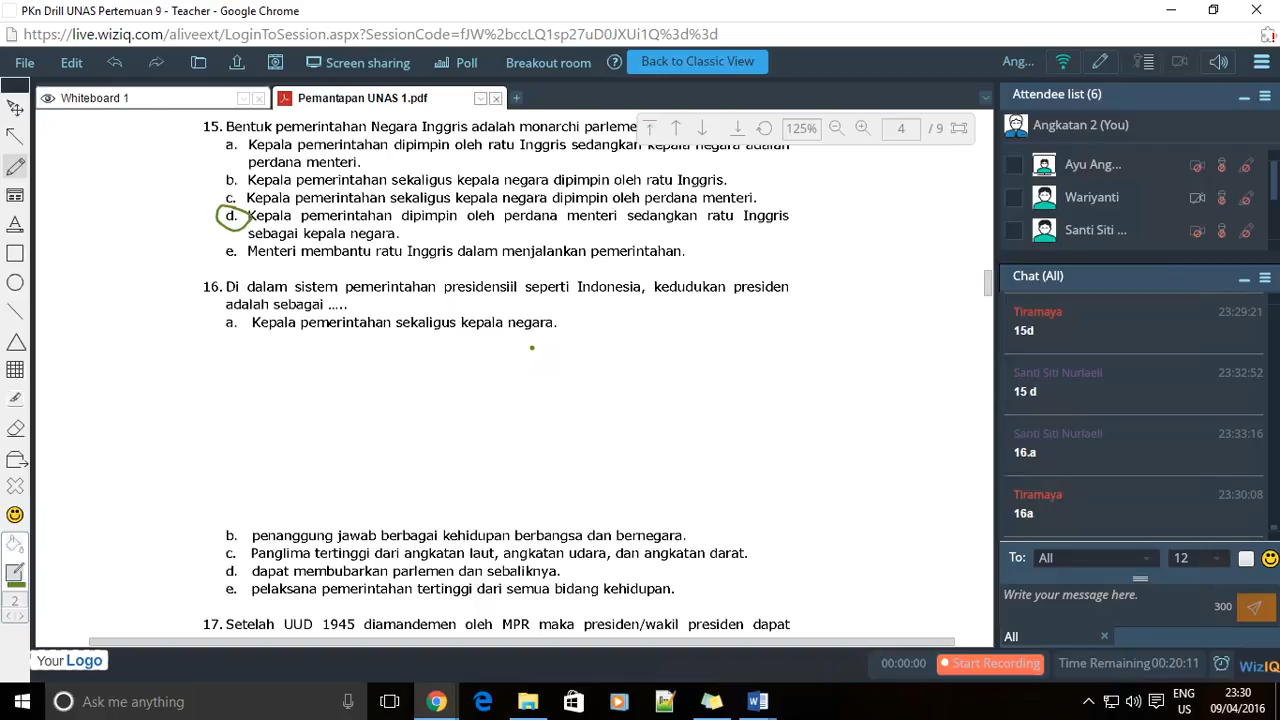 PKn Drill UNAS Pertemuan 9 - Teacher - Google Chrome
https://live.wiziq.com/aliveext/LoginToSession.aspx?SessionCode=fJW%2bccLQ1sp27uD0JXUi1Q%3d%3d
File Edit Screen sharing Poll Breakout room ? Back to Classic View Ang...
Whiteboard 1 Pemantapan UNAS 1.pdf
Attendee list (6)
Angkatan 2 (You)
Ayu Ang...
Wariyanti
Santi Siti ...
125% 4 / 9
15. Bentuk pemerintahan Negara Inggris adalah monarchi
a. Kepala pemerintahan dipimpin oleh ratu Inggris sedangkan kepala negara adalah
perdana menteri.
b. Kepala pemerintahan sekaligus kepala negara dipimpin oleh ratu Inggris.
c. Kepala pemerintahan sekaligus kepala negara dipimpin oleh perdana menteri.
d. Kepala pemerintahan dipimpin oleh perdana menteri sedangkan ratu Inggris
sebagai kepala negara.
e. Menteri membantu ratu Inggris dalam menjalankan pemerintahan.
16. Di dalam sistem pemerintahan presidensiil seperti Indonesia, kedudukan presiden
adalah sebagai .....
a. Kepala pemerintahan sekaligus kepala negara.
b. penanggung jawab berbagai kehidupan berbangsa dan bernegara.
c. Panglima tertinggi dari angkatan laut, angkatan udara, dan angkatan darat.
d. dapat membubarkan parlemen dan sebaliknya.
e. pelaksana pemerintahan tertinggi dari semua bidang kehidupan.
17. Setelah UUD 1945 diamandemen oleh MPR maka presiden/wakil presiden dapat
Chat (All)
Tiramaya 23:29:21
15d
Santi Siti Nurlaeli 23:32:52
15 d
Santi Siti Nurlaeli 23:33:16
16.a
Tiramaya 23:30:08
16a
To: All 12
Write your message here.
300
All
2
Your Logo
00:00:00 Start Recording Time Remaining 00:20:11 WizIQ
Ask me anything
ENG
US
23:30
09/04/2016